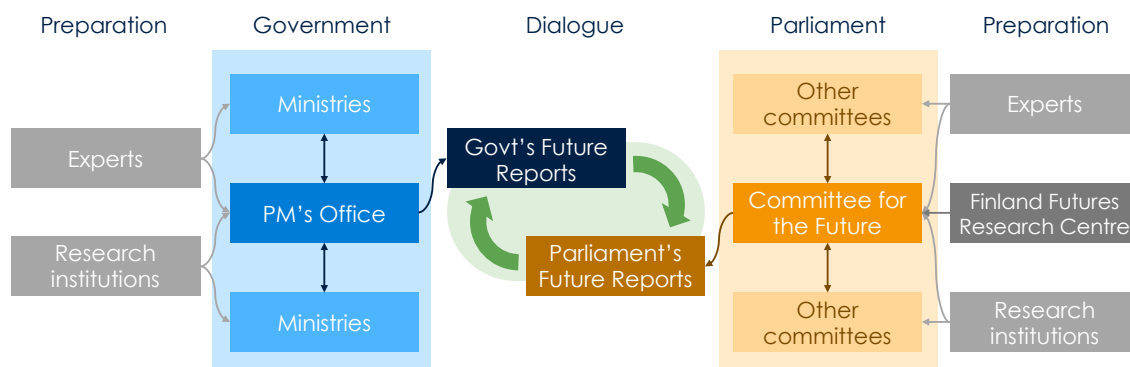 Preparation
Government
Dialogue
Parliament
Preparation
Experts
Research
institutions
Ministries
PM's Office
Ministries
Govt's Future
Reports
Parliament's
Future Reports
Other
committees
Committee for
the Future
Other
committees
Experts
Finland Futures
Research Centre
Research
institutions